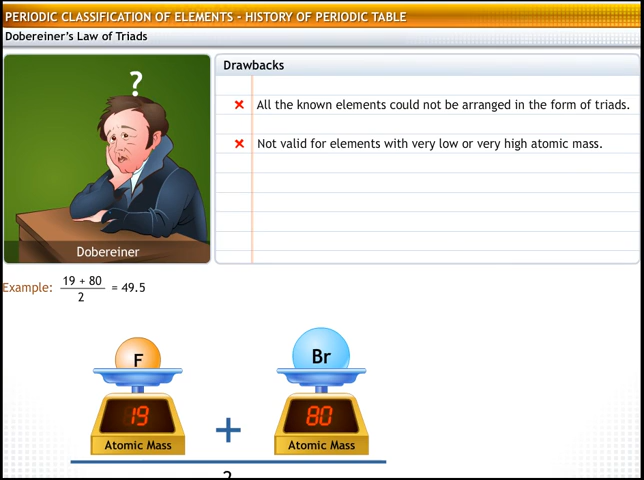 PERIODIC CLASSIFICATION OF ELEMENTS - HISTORY OF PERIODIC TABLE
Dobereiner's Law of Triads
?
Dobereiner
Drawbacks
× All the known elements could not be arranged in the form of triads.
× Not valid for elements with very low or very high atomic mass.
Example: (19 + 80)/2 = 49.5
F
Br
19
+
80
Atomic Mass
Atomic Mass
2